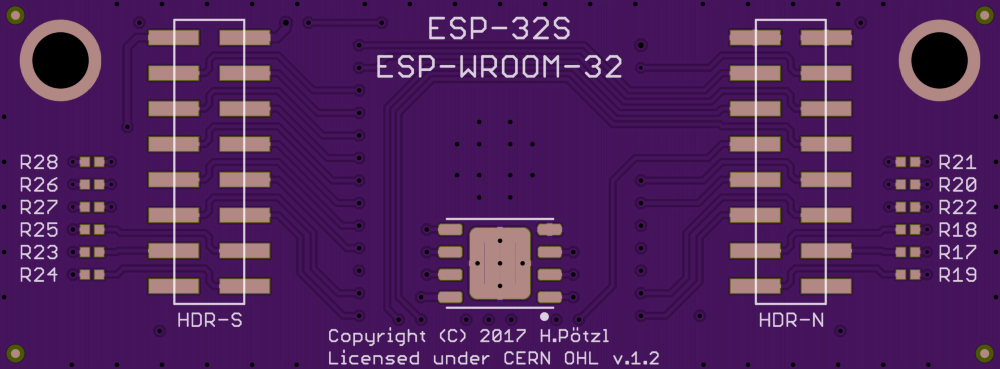 ESP-32S
ESP-WROOM-32
R28
R26
R27
R25
R23
R24
R21
R20
R22
R18
R17
R19
HDR-S
HDR-N
Copyright (C) 2017 H.Pötzl
Licensed under CERN OHL v.1.2